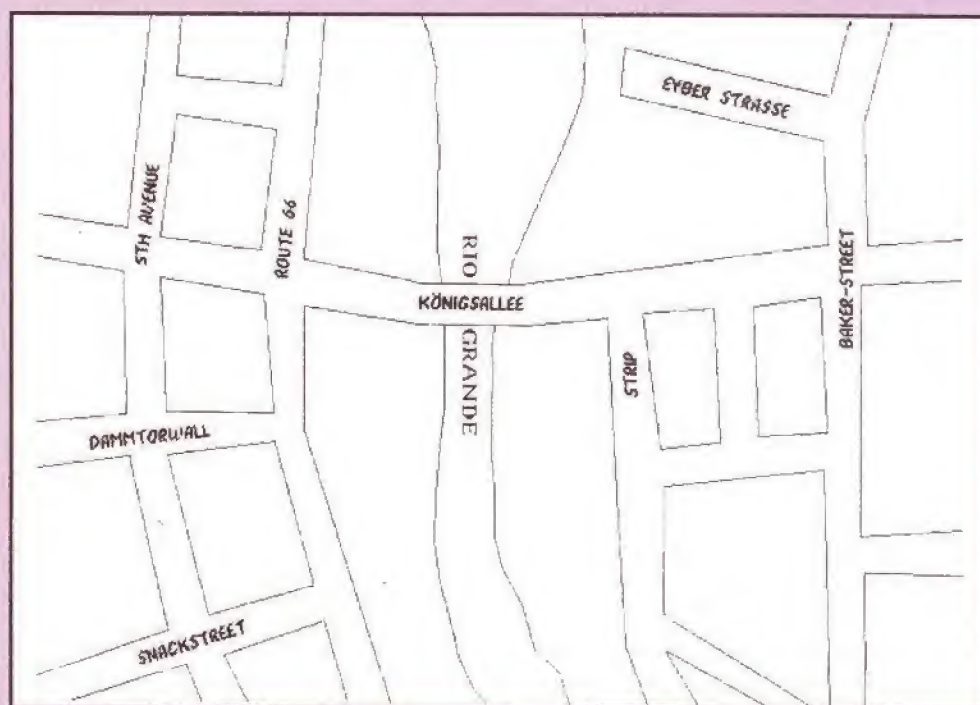 EYBER STRASSE
5TH AVENUE
ROUTE 66
RIO GRANDE
KÖNIGSALLEE
BAKER-STREET
STRIP
DAMMTORWALL
SNACKSTREET